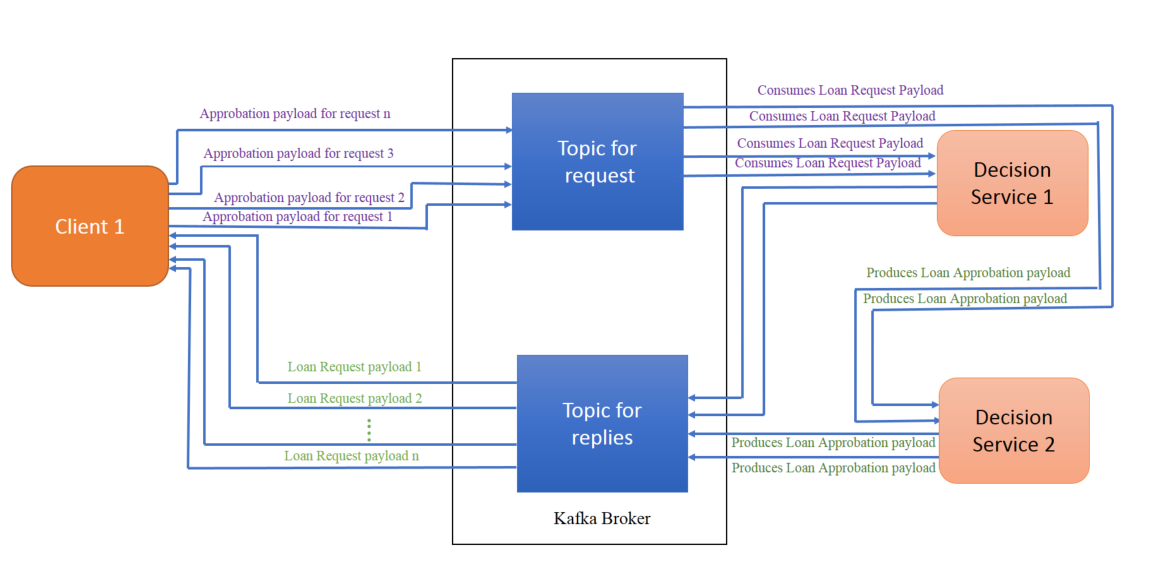 Consumes Loan Request Payload
Approbation payload for request n
Consumes Loan Request Payload
Topic for
request
Consumes Loan Request Payload
Approbation payload for request 3
Consumes Loan Request Payload
Decision
Service 1
Approbation payload for request 2
Approbation payload for request 1
Client 1
Produces Loan Approbation payload
Produces Loan Approbation payload
Loan Request payload 1
Loan Request payload 2
Topic for
replies
Decision
Service 2
Produces Loan Approbation payload
Loan Request payload n
Produces Loan Approbation payload
Kafka Broker